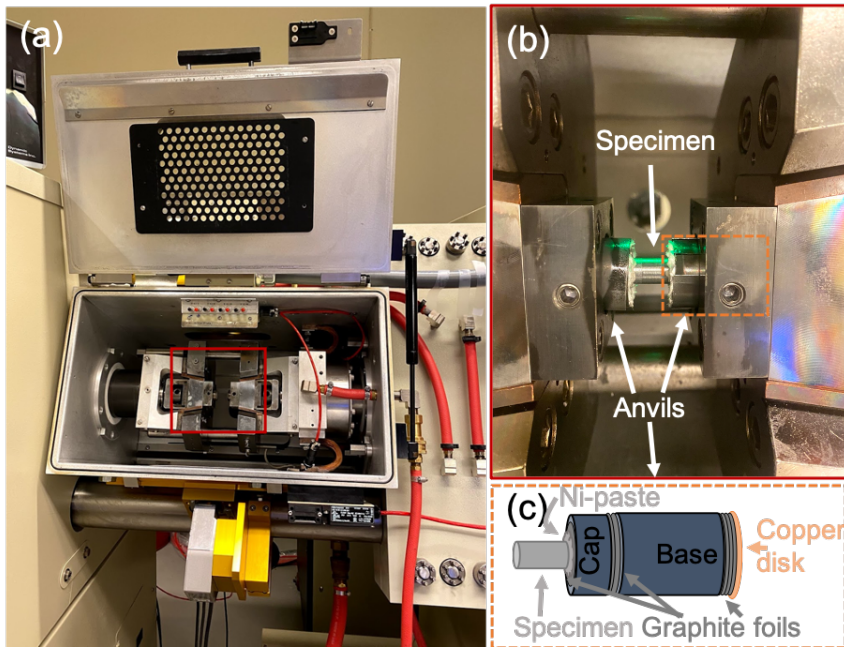 (a)
(b)
Specimen
Anvils
(c)
Ni-paste
Cap
Base
Copper
disk
Specimen Graphite foils